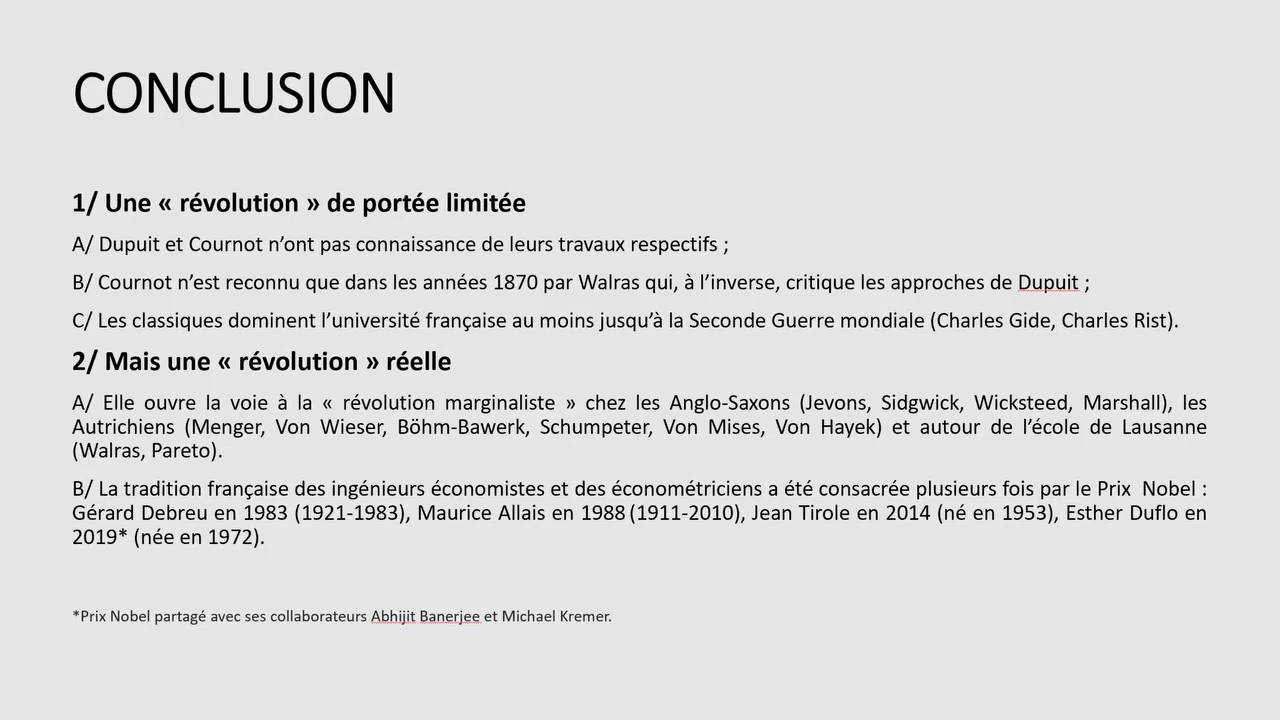 CONCLUSION
1/ Une « révolution » de portée limitée
A/ Dupuit et Cournot n’ont pas connaissance de leurs travaux respectifs ;
B/ Cournot n’est reconnu que dans les années 1870 par Walras qui, à l’inverse, critique les approches de Dupuit ;
C/ Les classiques dominent l’université française au moins jusqu’à la Seconde Guerre mondiale (Charles Gide, Charles Rist).
2/ Mais une « révolution » réelle
A/ Elle ouvre la voie à la « révolution marginaliste » chez les Anglo-Saxons (Jevons, Sidgwick, Wicksteed, Marshall), les
Autrichiens (Menger, Von Wieser, Böhm-Bawerk, Schumpeter, Von Mises, Von Hayek) et autour de l’école de Lausanne
(Walras, Pareto).
B/ La tradition française des ingénieurs économistes et des économétriciens a été consacrée plusieurs fois par le Prix  Nobel :
Gérard Debreu en 1983 (1921-1983), Maurice Allais en 1988 (1911-2010), Jean Tirole en 2014 (né en 1953), Esther Duflo en
2019* (née en 1972).
*Prix Nobel partagé avec ses collaborateurs Abhijit Banerjee et Michael Kremer.